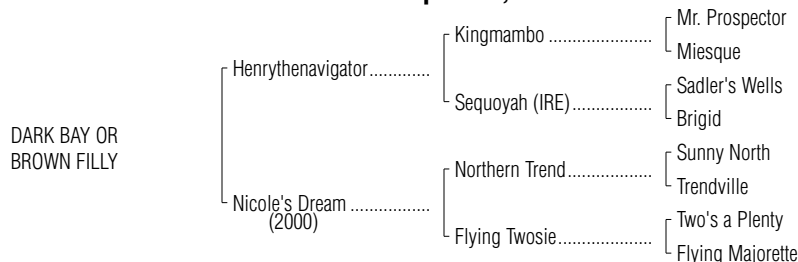 Mr. Prospector
Kingmambo ......................
Miesque
Henrythenavigator.............
Sadler's Wells
Sequoyah (IRE).................
Brigid
DARK BAY OR
BROWN FILLY
Sunny North
Northern Trend..................
Trendville
Nicole's Dream .................
(2000)
Two's a Plenty
Flying Twosie....................
Flying Majorette